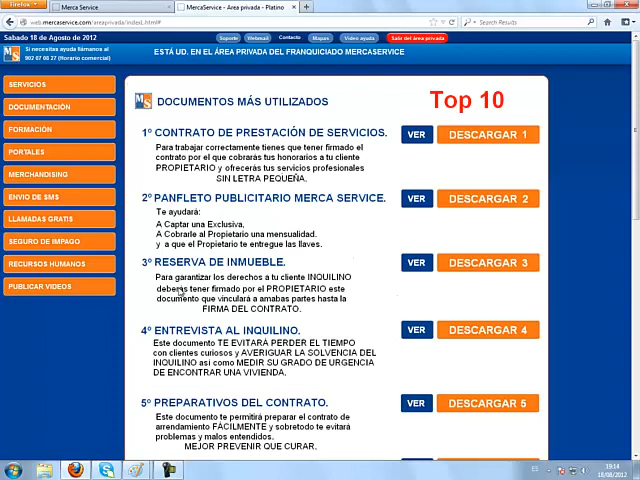 Firefox
Merca Service
MercaService - Area privada - Platino
web.mercaservice.com/areaprivada/index1.html#
Search Results
Sabado 18 de Agosto de 2012
Soporte
Webmail
Contacto
Mapas
Video ayuda
Salir del área privada
MS
Si necesitas ayuda llámanos al
902 07 08 27 (Horario comercial)
ESTÁ UD. EN EL ÁREA PRIVADA DEL FRANQUICIADO MERCASERVICE
SERVICIOS
DOCUMENTACIÓN
FORMACIÓN
PORTALES
MERCHANDISING
ENVIO DE SMS
LLAMADAS GRATIS
SEGURO DE IMPAGO
RECURSOS HUMANOS
PUBLICAR VIDEOS
MS
DOCUMENTOS MÁS UTILIZADOS
Top 10
1º CONTRATO DE PRESTACIÓN DE SERVICIOS.
VER
DESCARGAR 1
Para trabajar correctamente tienes que tener firmado el
contrato por el que cobrarás tus honorarios a tu cliente
PROPIETARIO y ofrecerás tus servicios profesionales
SIN LETRA PEQUEÑA.
2º PANFLETO PUBLICITARIO MERCA SERVICE.
VER
DESCARGAR 2
Te ayudará:
A Captar una Exclusiva,
A Cobrarle al Propietario una mensualidad.
y a que el Propietario te entregue las llaves.
3º RESERVA DE INMUEBLE.
VER
DESCARGAR 3
Para garantizar los derechos a tu cliente INQUILINO
deberás tener firmado por el PROPIETARIO este
documento que vinculará a amabas partes hasta la
FIRMA DEL CONTRATO.
4º ENTREVISTA AL INQUILINO.
VER
DESCARGAR 4
Este documento TE EVITARÁ PERDER EL TIEMPO
con clientes curiosos y AVERIGUAR LA SOLVENCIA DEL
INQUILINO así como MEDIR SU GRADO DE URGENCIA
DE ENCONTRAR UNA VIVIENDA.
5º PREPARATIVOS DEL CONTRATO.
VER
DESCARGAR 5
Este documento te permitirá preparar el contrato de
arrendamiento FÁCILMENTE y sobretodo te evitará
problemas y malos entendidos.
MEJOR PREVENIR QUE CURAR.
ES
19:14
18/08/2012